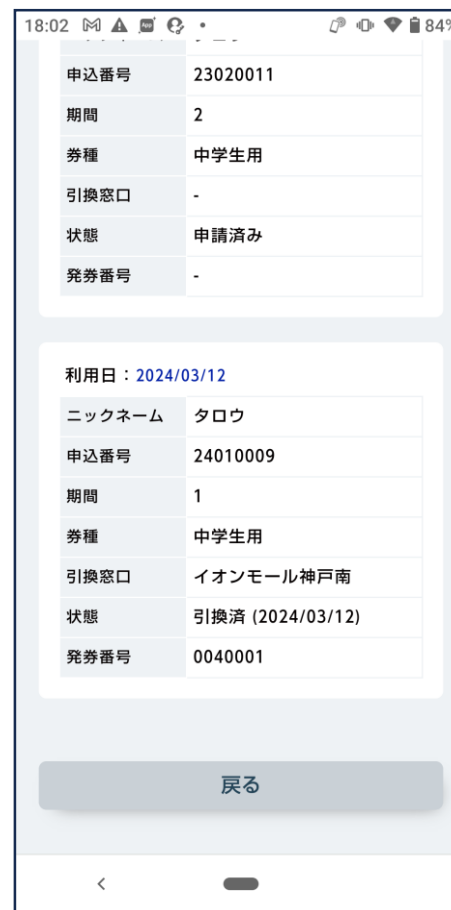 18:02 84%
申込番号 23020011
期間 2
券種 中学生用
引換窓口 -
状態 申請済み
発券番号 -
利用日：2024/03/12
ニックネーム タロウ
申込番号 24010009
期間 1
券種 中学生用
引換窓口 イオンモール神戸南
状態 引換済 (2024/03/12)
発券番号 0040001
戻る